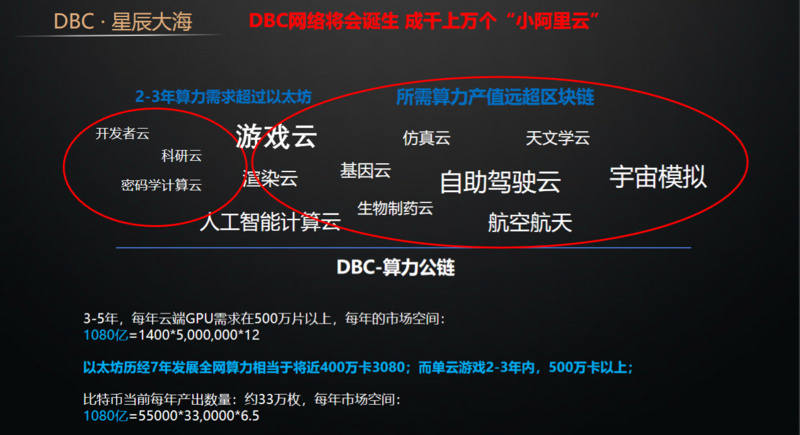 DBC · 星辰大海
DBC网络将会诞生 成千上万个“小阿里云”
2-3年算力需求超过以太坊
所需算力产值远超区块链
开发者云
游戏云
仿真云
天文学云
科研云
基因云
密码学计算云
渲染云
自助驾驶云
宇宙模拟
生物制药云
人工智能计算云
航空航天
DBC-算力公链
3-5年，每年云端GPU需求在500万片以上，每年的市场空间：
1080亿=1400*5,000,000*12
以太坊历经7年发展全网算力相当于将近400万卡3080；而单云游戏2-3年内，500万卡以上；
比特币当前每年产出数量：约33万枚，每年市场空间：
1080亿=55000*33,0000*6.5